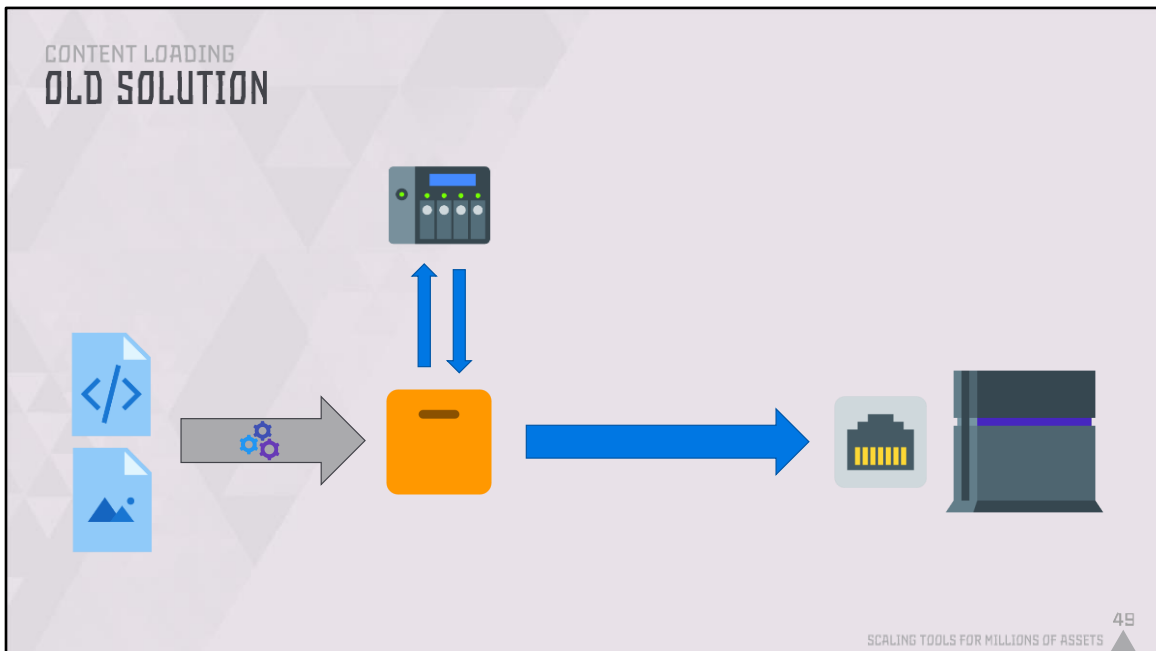 CONTENT LOADING
OLD SOLUTION
</>
49
SCALING TOOLS FOR MILLIONS OF ASSETS